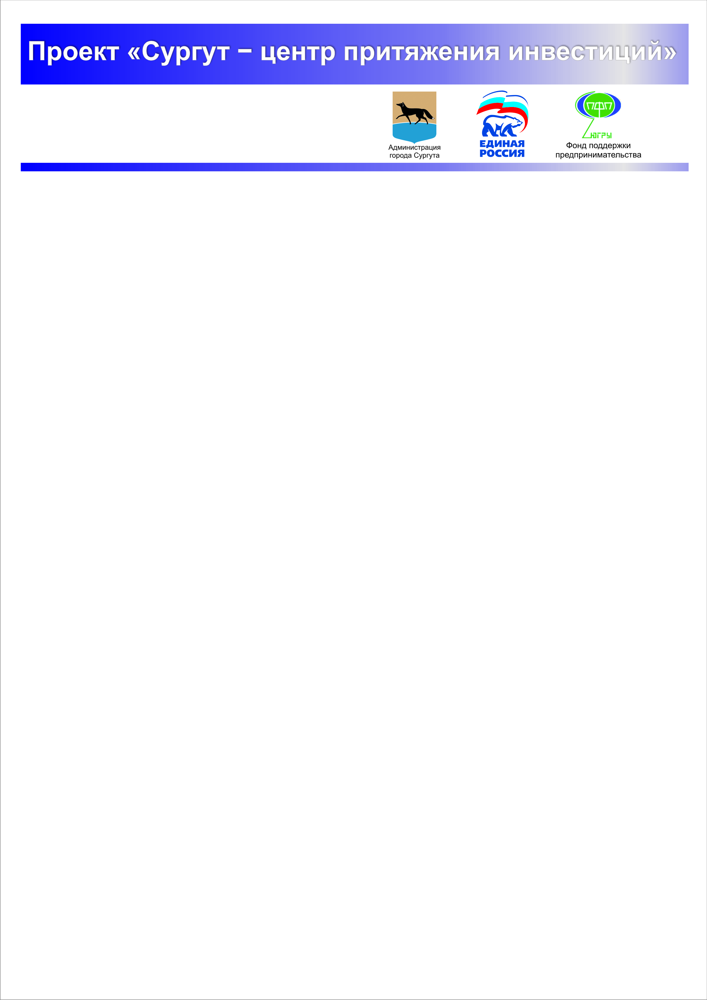 Проект «Сургут – центр притяжения инвестиций»
Администрация
города Сургута
ЕДИНАЯ
РОССИЯ
ПФП
ЮГРЫ
Фонд поддержки
предпринимательства